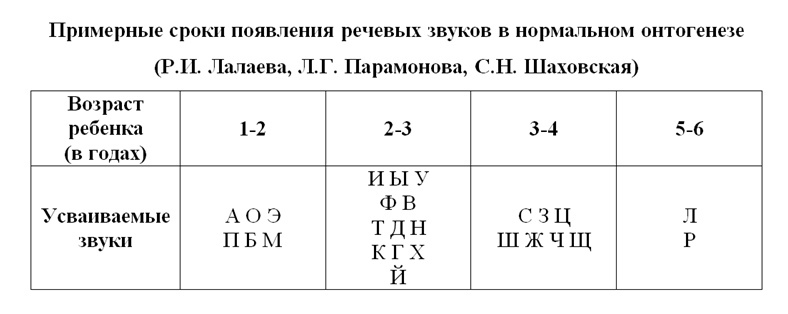 Примерные сроки появления речевых звуков в нормальном онтогенезе
(Р.И. Лалаева, Л.Г. Парамонова, С.Н. Шаховская)
Возраст
ребенка
(в годах)
1-2
2-3
3-4
5-6
Усваиваемые
звуки
А О Э
П Б М
И Ы У
Ф В
Т Д Н
К Г Х
Й
С З Ц
Ш Ж Ч Щ
Л
Р